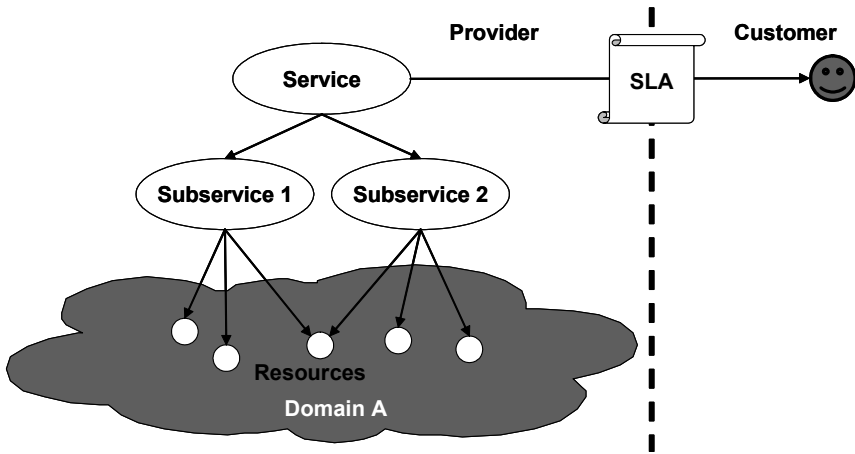 Provider
Customer
Service
SLA
Subservice 1
Subservice 2
Resources
Domain A